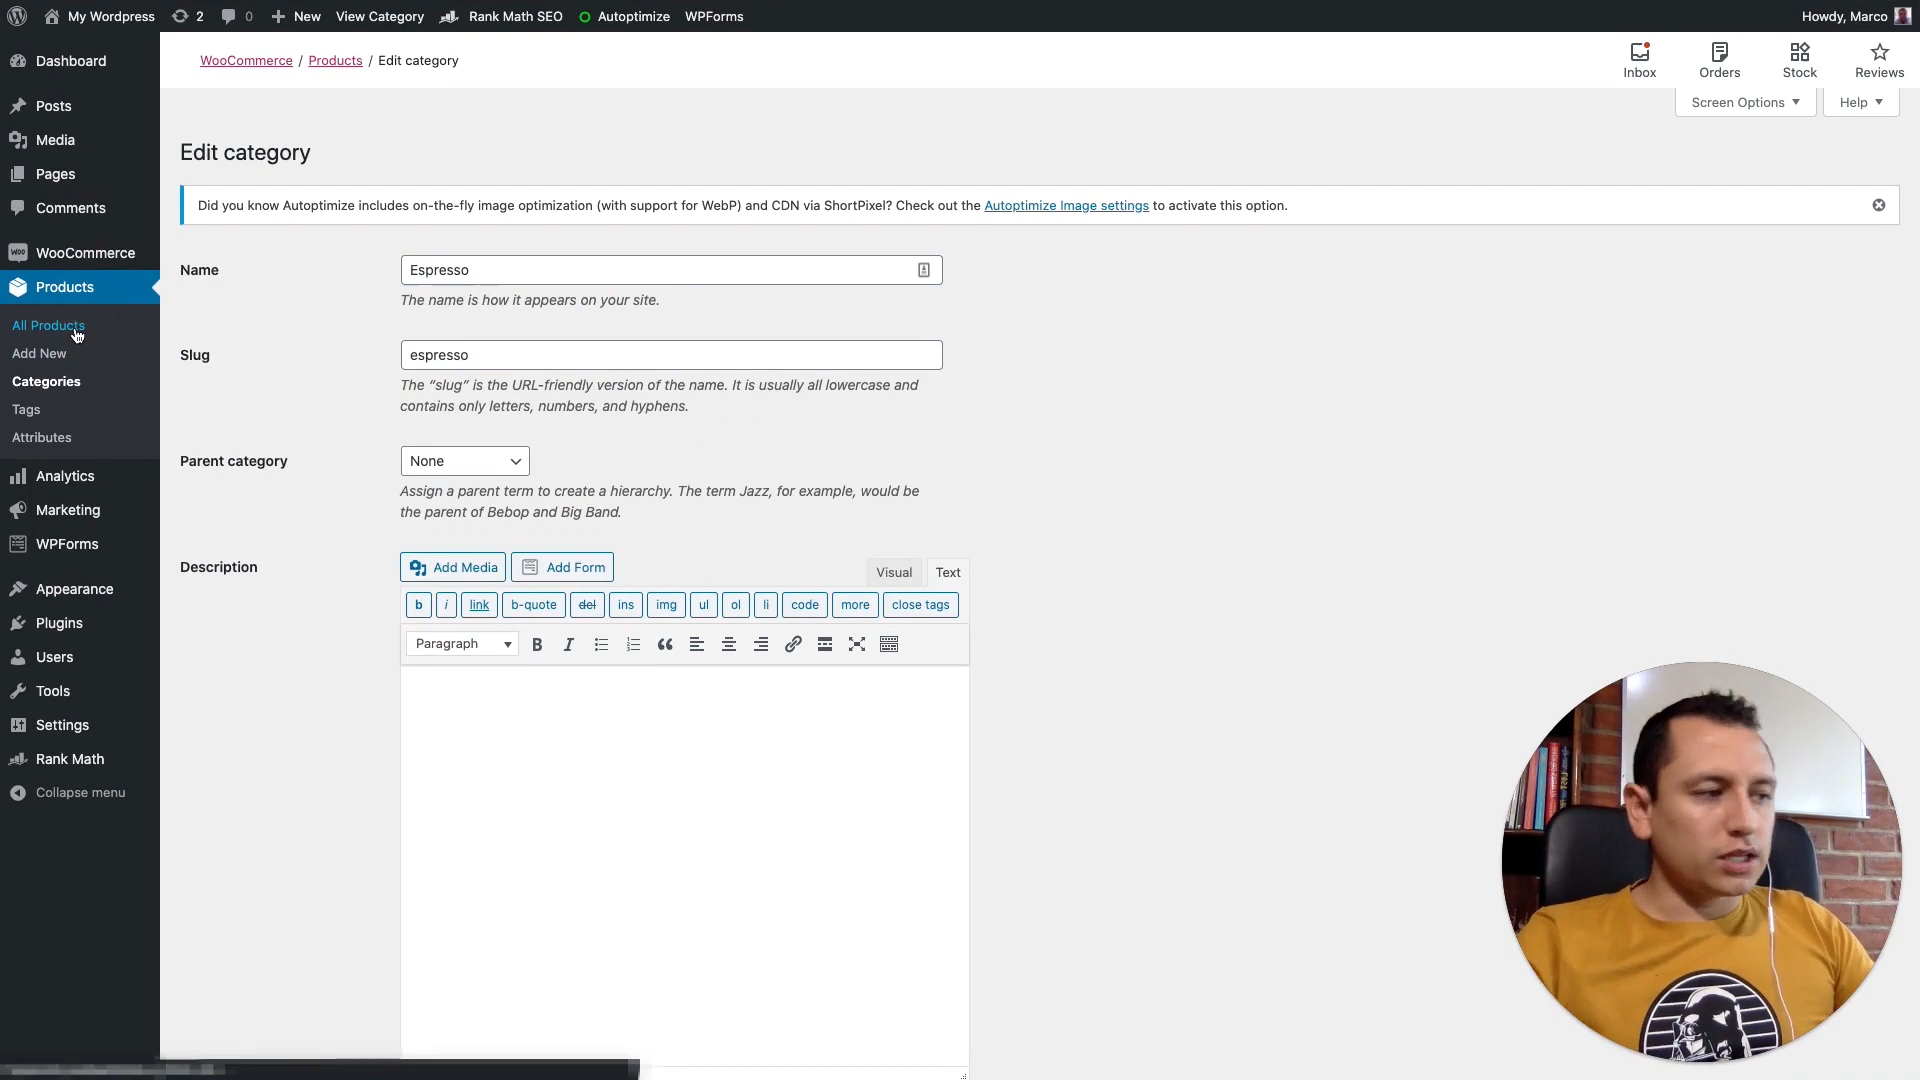 My Wordpress 2 0 New View Category Rank Math SEO Autoptimize WPForms Howdy, Marco
Dashboard
Posts
Media
Pages
Comments
WooCommerce
Products
All Products
Add New
Categories
Tags
Attributes
Analytics
Marketing
WPForms
Appearance
Plugins
Users
Tools
Settings
Rank Math
Collapse menu
WooCommerce / Products / Edit category
Inbox Orders Stock Reviews
Screen Options Help
Edit category
Did you know Autoptimize includes on-the-fly image optimization (with support for WebP) and CDN via ShortPixel? Check out the Autoptimize Image settings to activate this option.
Name
Espresso
The name is how it appears on your site.
Slug
espresso
The “slug” is the URL-friendly version of the name. It is usually all lowercase and
contains only letters, numbers, and hyphens.
Parent category
None
Assign a parent term to create a hierarchy. The term Jazz, for example, would be
the parent of Bebop and Big Band.
Description
Add Media Add Form
Visual Text
b i link b-quote del ins img ul ol li code more close tags
Paragraph